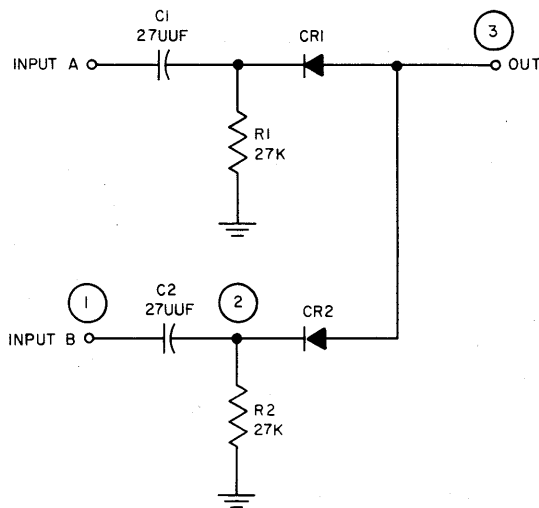 C1
27UUF
CR1
3
INPUT A
OUT
R1
27K
1
C2
27UUF
2
CR2
INPUT B
R2
27K